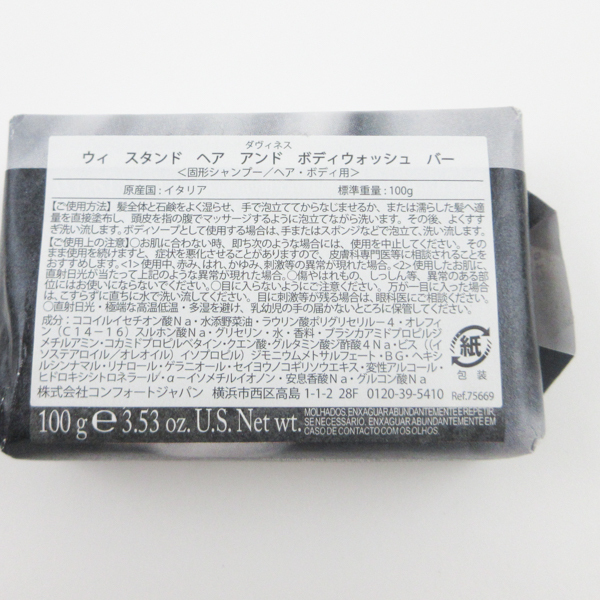 ダヴィネス
ウィ スタンド ヘア アンド ボディウォッシュ バー
＜固形シャンプー／ヘア・ボディ用＞
原産国：イタリア 標準重量：100g
【ご使用方法】髪全体と石鹸をよく湿らせ、手で泡立ててからなじませるか、または濡らした髪へ適
量を直接塗布し、頭皮を指の腹でマッサージするように泡立てながら洗います。その後、よくすす
ぎ洗い流します。ボディソープとして使用する場合は、手またはスポンジなどで泡立て、洗い流します。
【ご使用上の注意】○お肌に合わない時、即ち次のような場合には、使用を中止してください。その
まま使用を続けますと、症状を悪化させることがありますので、皮膚科専門医等に相談されることを
おすすめします。<1>使用中、赤み、はれ、かゆみ、刺激等の異常が現れた場合。<2>使用したお肌に、
直射日光が当たって上記のような異常が現れた場合。○傷やはれもの、しっしん等、異常のある部
位にはお使いにならないでください。○目に入らないようにご注意ください。万が一目に入った場合
は、こすらずに直ちに水で洗い流してください。目に刺激等が残る場合は、眼科医にご相談ください。
○直射日光・極端な高温低温・多湿を避け、乳幼児の手の届かないところに保管してください。
成分：ココイルイセチオン酸Na・水添野菜油・ラウリン酸ポリグリセリル－4・オレフィ
ン（C14－16）スルホン酸Na・グリセリン・水・香料・ブラシカアミドプロピルジ
メチルアミン・コカミドプロピルベタイン・クエン酸・グルタミン酸ジ酢酸4Na・ビス（（イ
ソステアロイル／オレオイル）イソプロピル）ジモニウムメトサルフェート・BG・ヘキシ
ルシンナマル・リナロール・ゲラニオール・セイヨウノコギリソウエキス・変性アルコール・
ヒドロキシシトロネラール・α－イソメチルイオノン・安息香酸Na・グルコン酸Na
紙
包装
株式会社コンフォートジャパン 横浜市西区高島 1-1-2 28F 0120-39-5410 Ref.75669
100 g ℮ 3.53 oz. U.S. Net wt.
MOLHADOS. ENXAGUAR ABUNDANTEMENTE E REPETIR,
SE NECESSÁRIO. ENXAGUAR ABUNDANTEMENTE EM
CASO DE CONTACTO COM OS OLHOS.